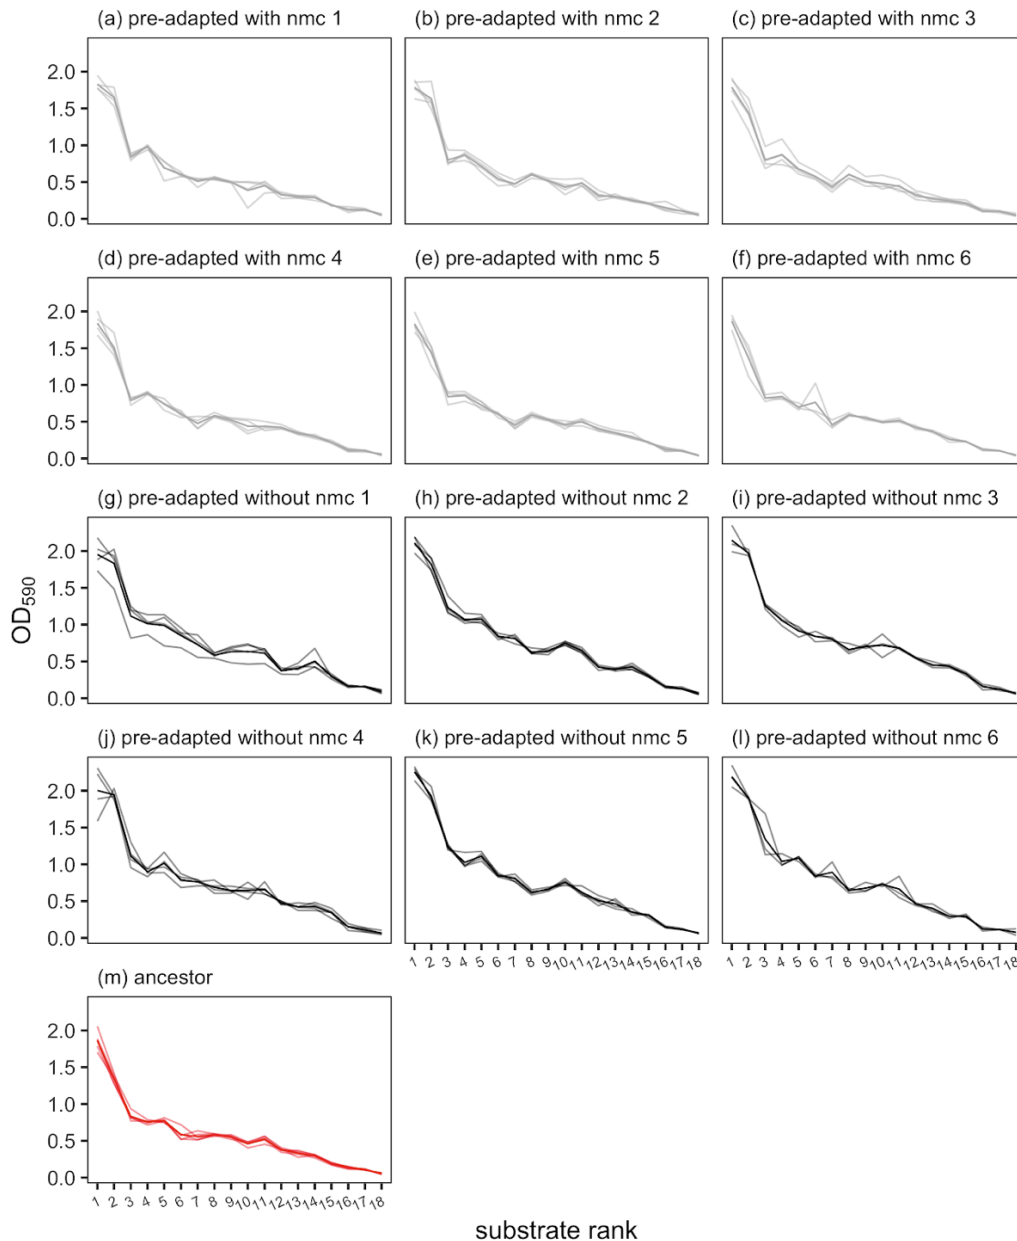 (a) pre-adapted with nmc 1
(b) pre-adapted with nmc 2
(c) pre-adapted with nmc 3
2.0
1.5
1.0
0.5
0.0
(d) pre-adapted with nmc 4
(e) pre-adapted with nmc 5
(f) pre-adapted with nmc 6
2.0
1.5
1.0
0.5
0.0
(g) pre-adapted without nmc 1
(h) pre-adapted without nmc 2
(i) pre-adapted without nmc 3
2.0
1.5
1.0
0.5
0.0
OD590
(j) pre-adapted without nmc 4
(k) pre-adapted without nmc 5
(l) pre-adapted without nmc 6
2.0
1.5
1.0
0.5
0.0
1 2 3 4 5 6 7 8 9 10 11 12 13 14 15 16 17 18
1 2 3 4 5 6 7 8 9 10 11 12 13 14 15 16 17 18
(m) ancestor
2.0
1.5
1.0
0.5
0.0
1 2 3 4 5 6 7 8 9 10 11 12 13 14 15 16 17 18
substrate rank